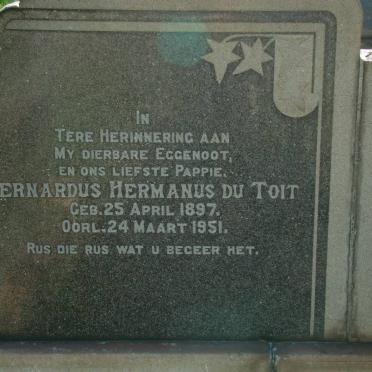 In
Tere Herinnering aan
My dierbare Eggenoot,
en ons liefste Pappie.
ernardus Hermanus du Toit
Geb. 25 April 1897.
Oorl. 24 Maart 1951.
Rus die rus wat u begeer het.